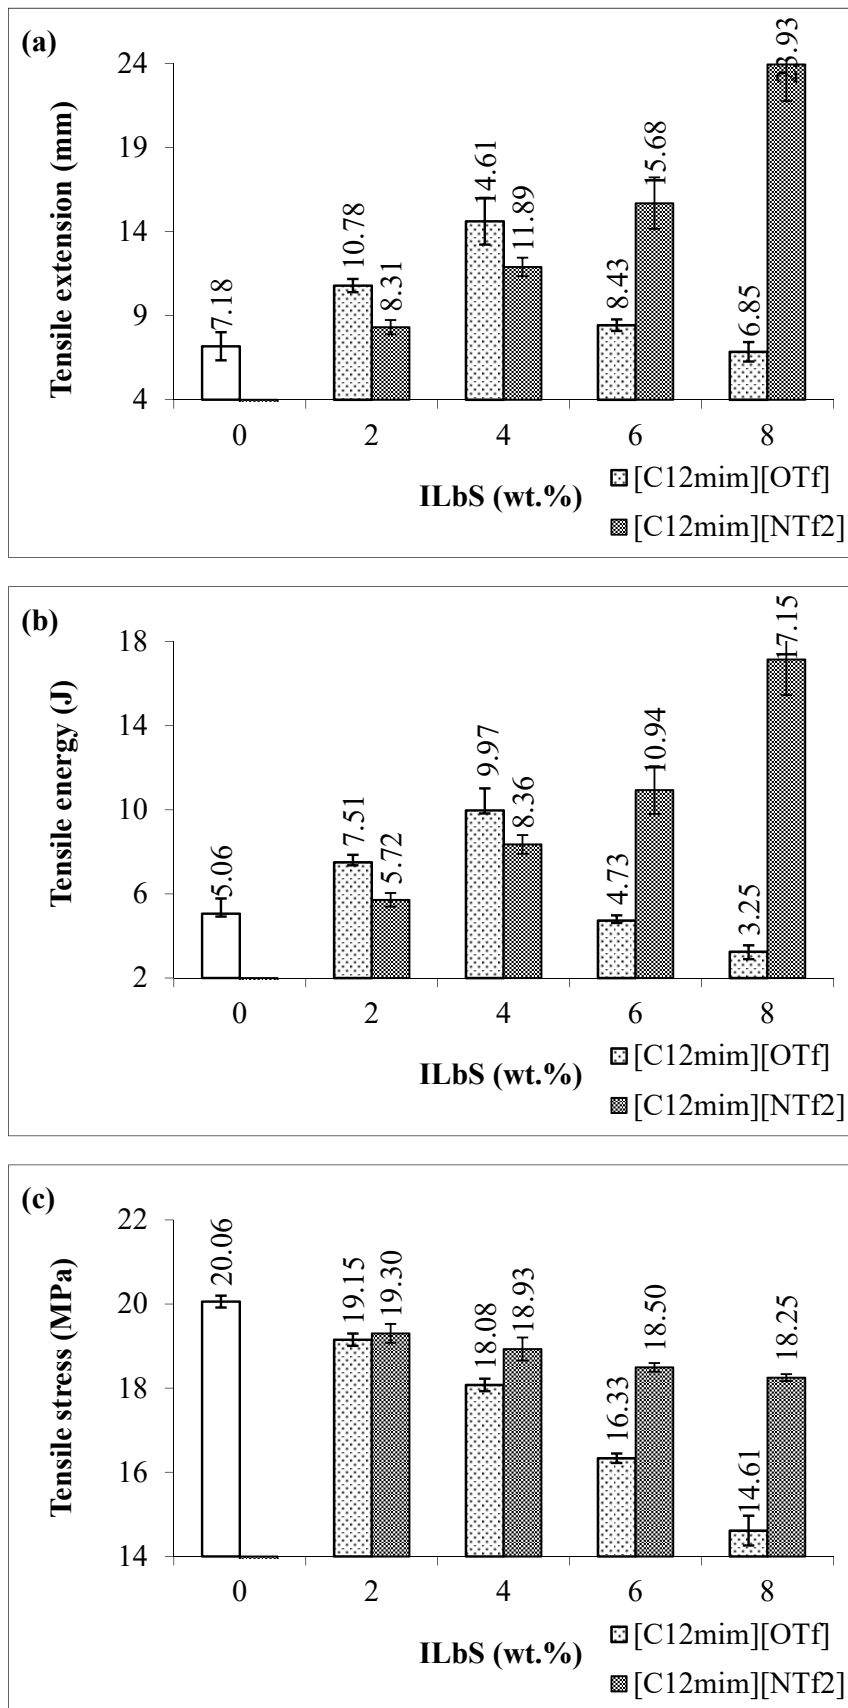 (a)
Tensile extension (mm)
24
19
14
9
4
7.18
10.78
8.31
14.61
11.89
8.43
15.68
6.85
23.93
0 2 4 6 8
ILbS (wt.%)
[C12mim][OTf]
[C12mim][NTf2]
(b)
Tensile energy (J)
18
14
10
6
2
5.06
7.51
5.72
9.97
8.36
4.73
10.94
3.25
17.15
0 2 4 6 8
ILbS (wt.%)
[C12mim][OTf]
[C12mim][NTf2]
(c)
Tensile stress (MPa)
22
20
18
16
14
20.06
19.15
19.30
18.08
18.93
16.33
18.50
14.61
18.25
0 2 4 6 8
ILbS (wt.%)
[C12mim][OTf]
[C12mim][NTf2]